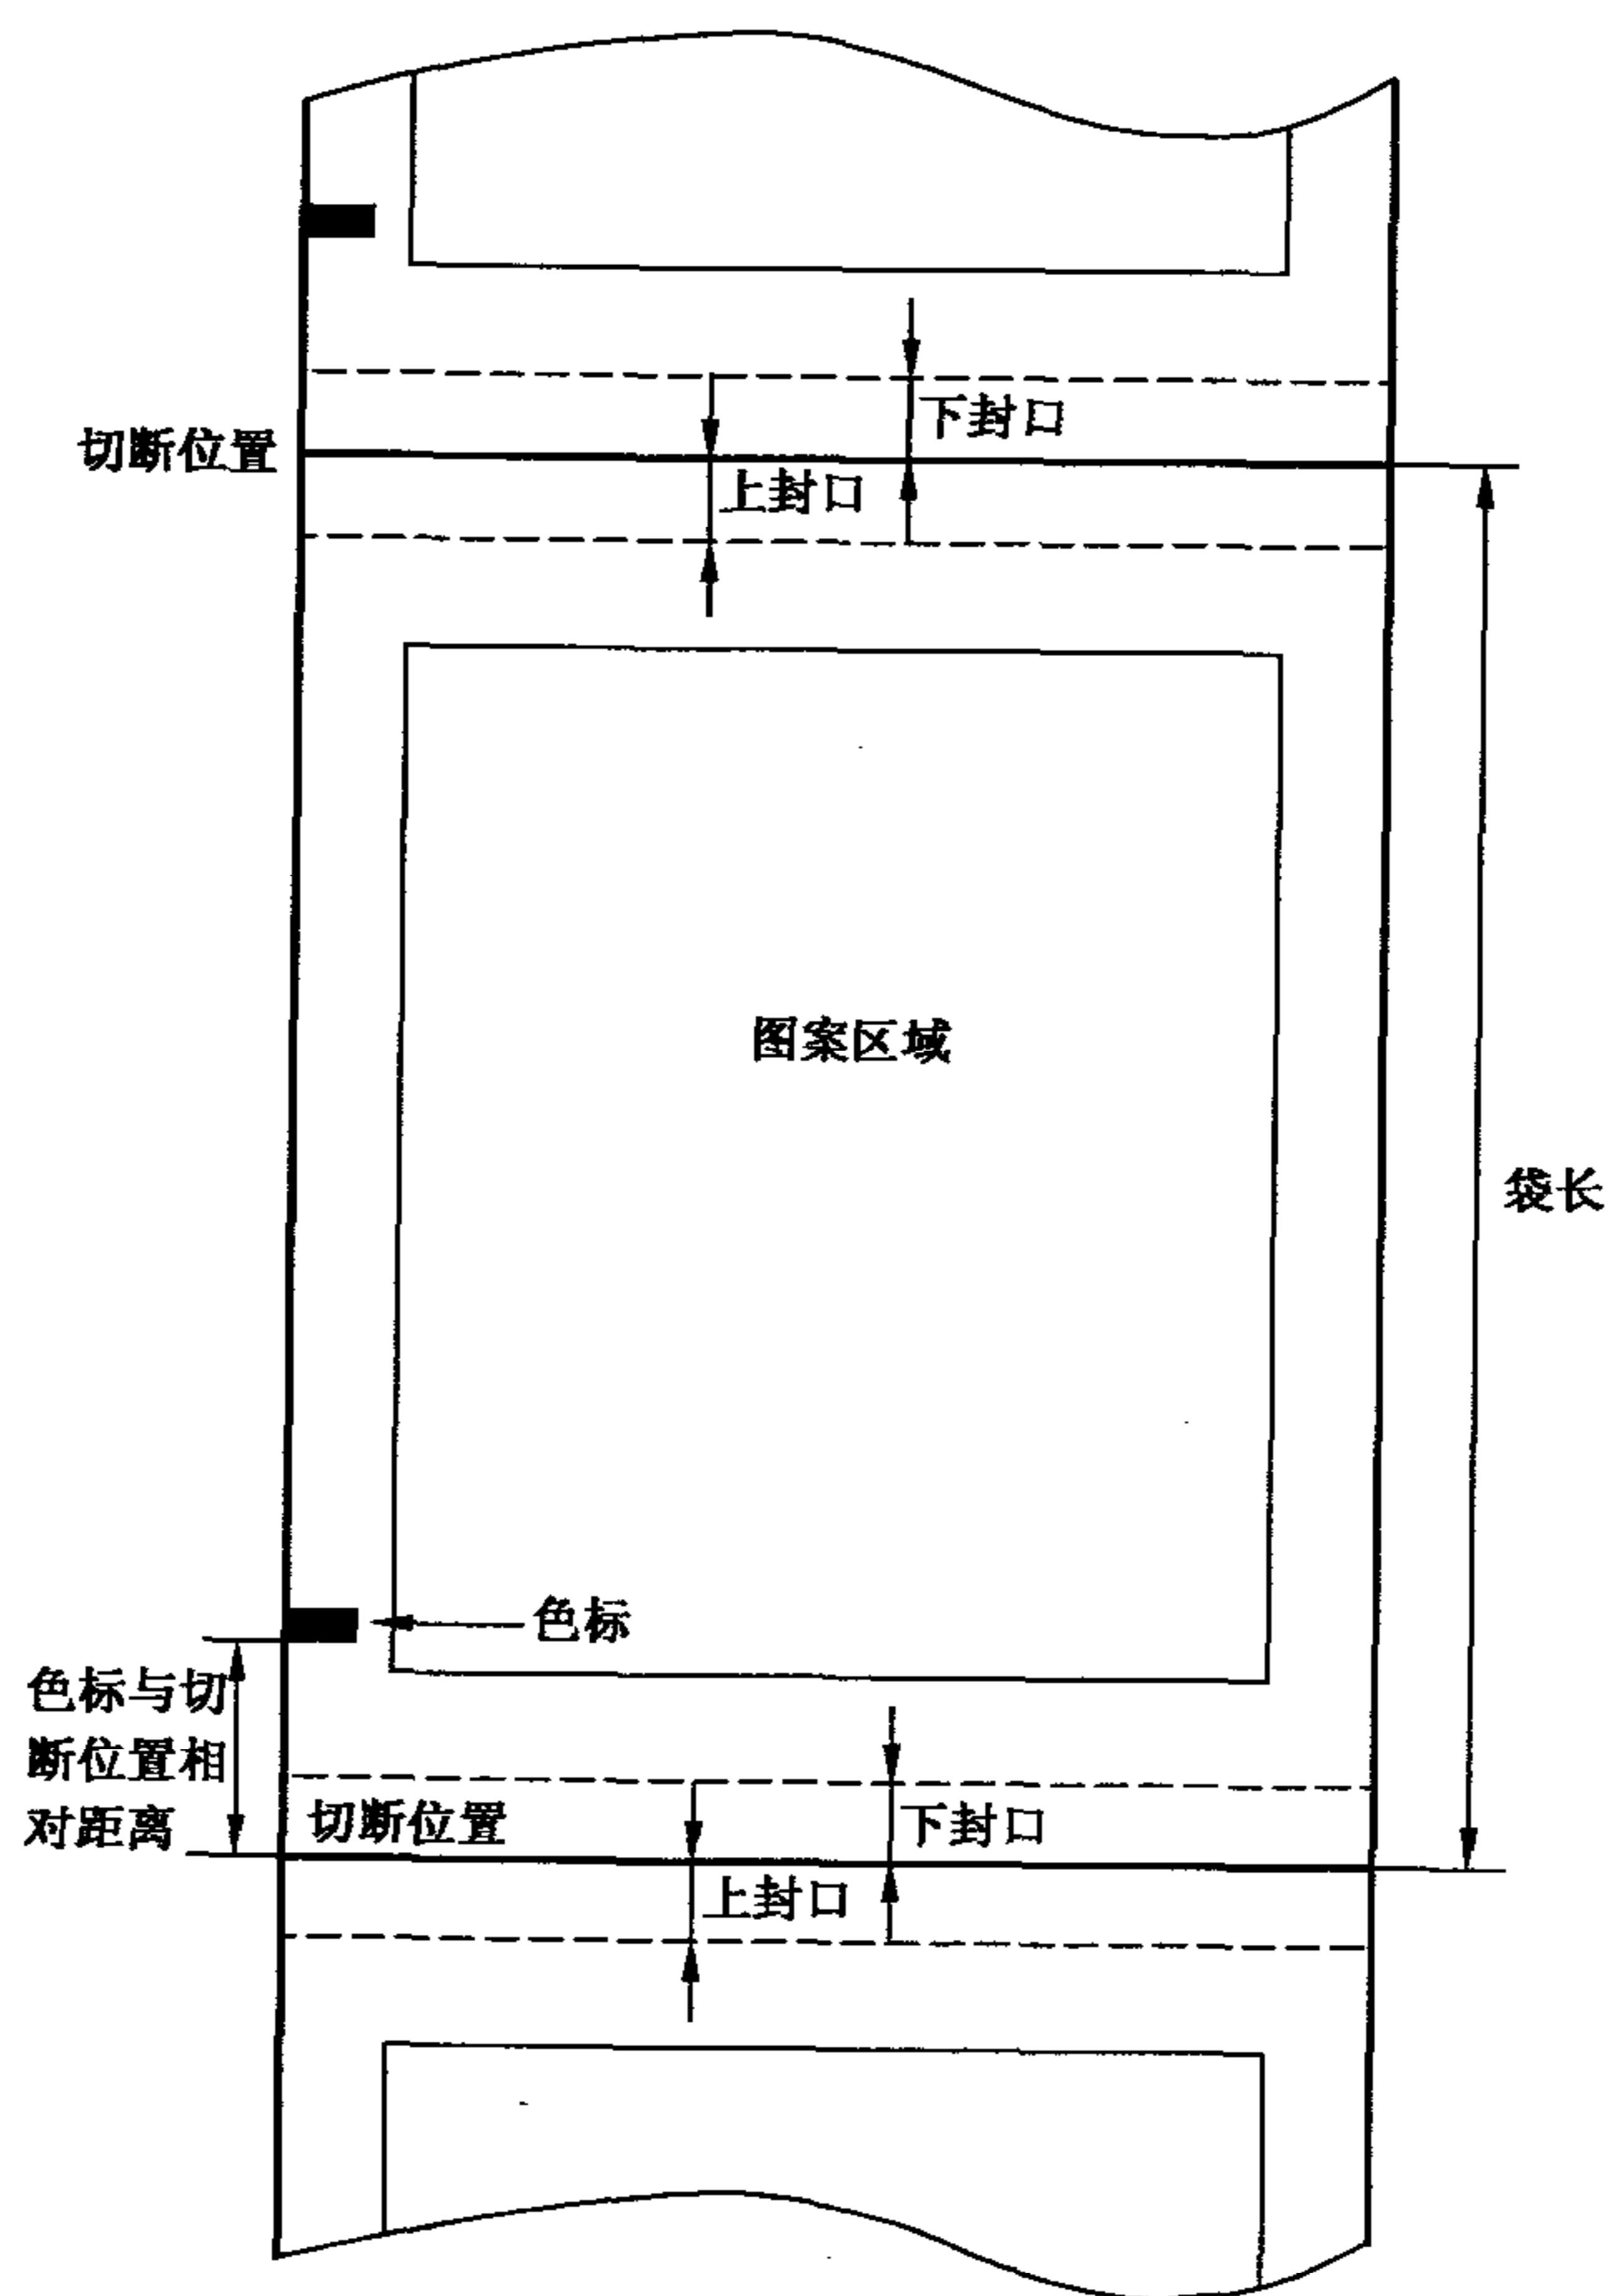 下封口
切断位置
上封口
图案区域
袋长
色标
色标与切
断位置相
对距离
切断位置
下封口
上封口